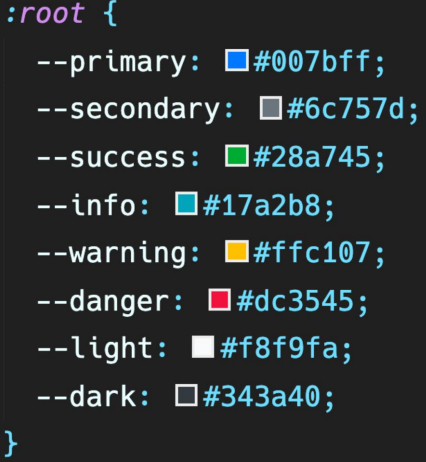 :root {
--primary: #007bff;
--secondary: #6c757d;
--success: #28a745;
--info: #17a2b8;
--warning: #ffc107;
--danger: #dc3545;
--light: #f8f9fa;
--dark: #343a40;
}